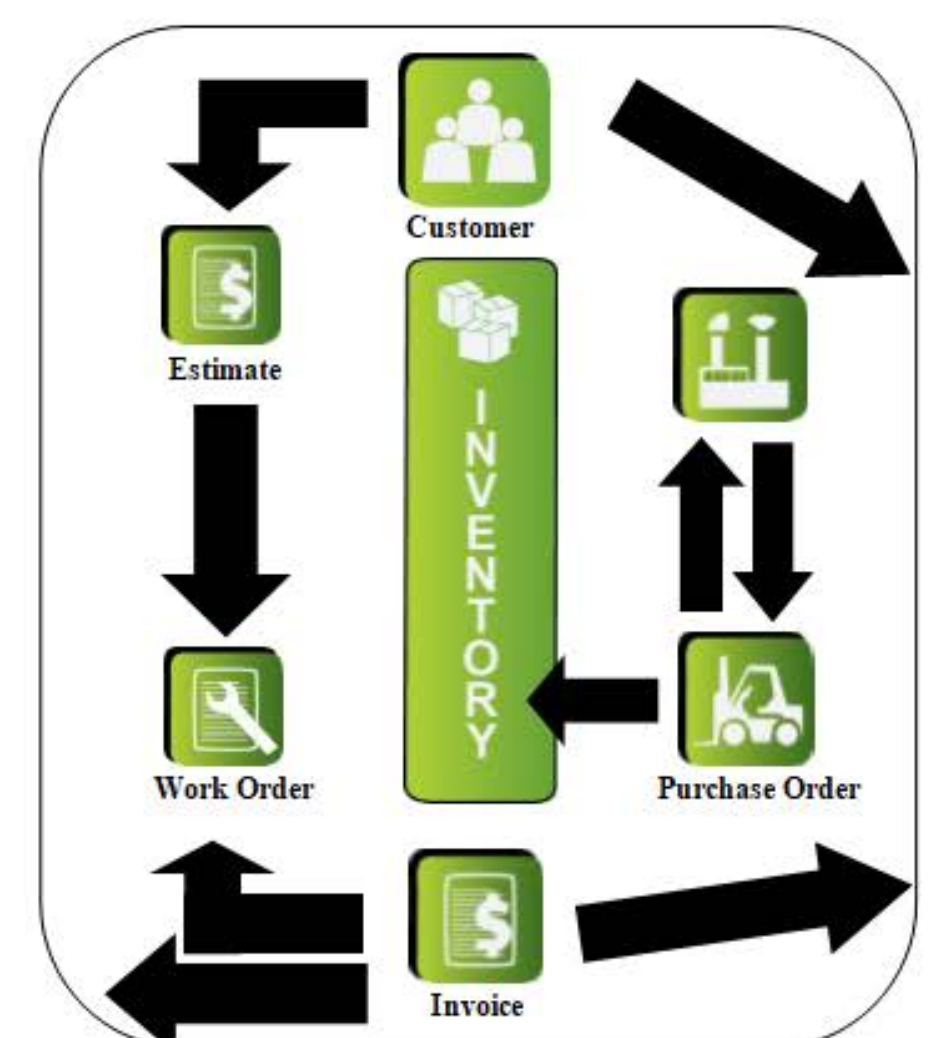 Customer
Estimate
INVENTORY
Work Order
Purchase Order
Invoice